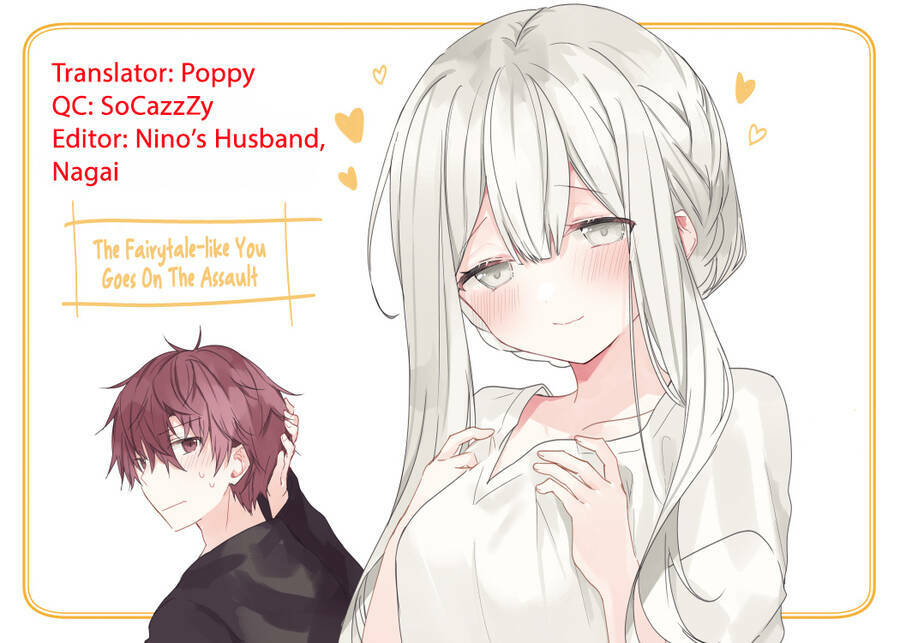 Translator: Poppy
QC: SoCazzZy
Editor: Nino's Husband,
Nagai
The Fairytale-like You
Goes On The Assault